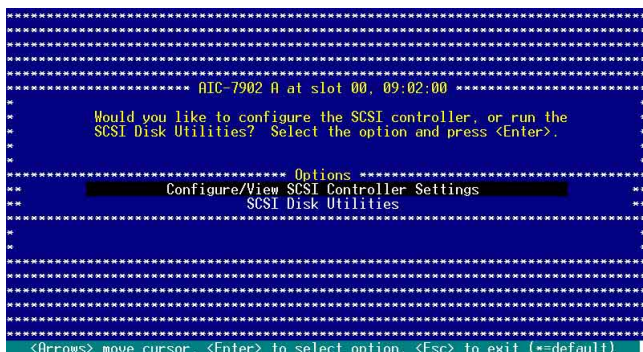 AIC-7902 A at slot 00, 09:02:00
Would you like to configure the SCSI controller, or run the
SCSI Disk Utilities?  Select the option and press <Enter>.
Options
Configure/View SCSI Controller Settings
SCSI Disk Utilities
<Arrows> move cursor, <Enter> to select option, <Esc> to exit (*=default)